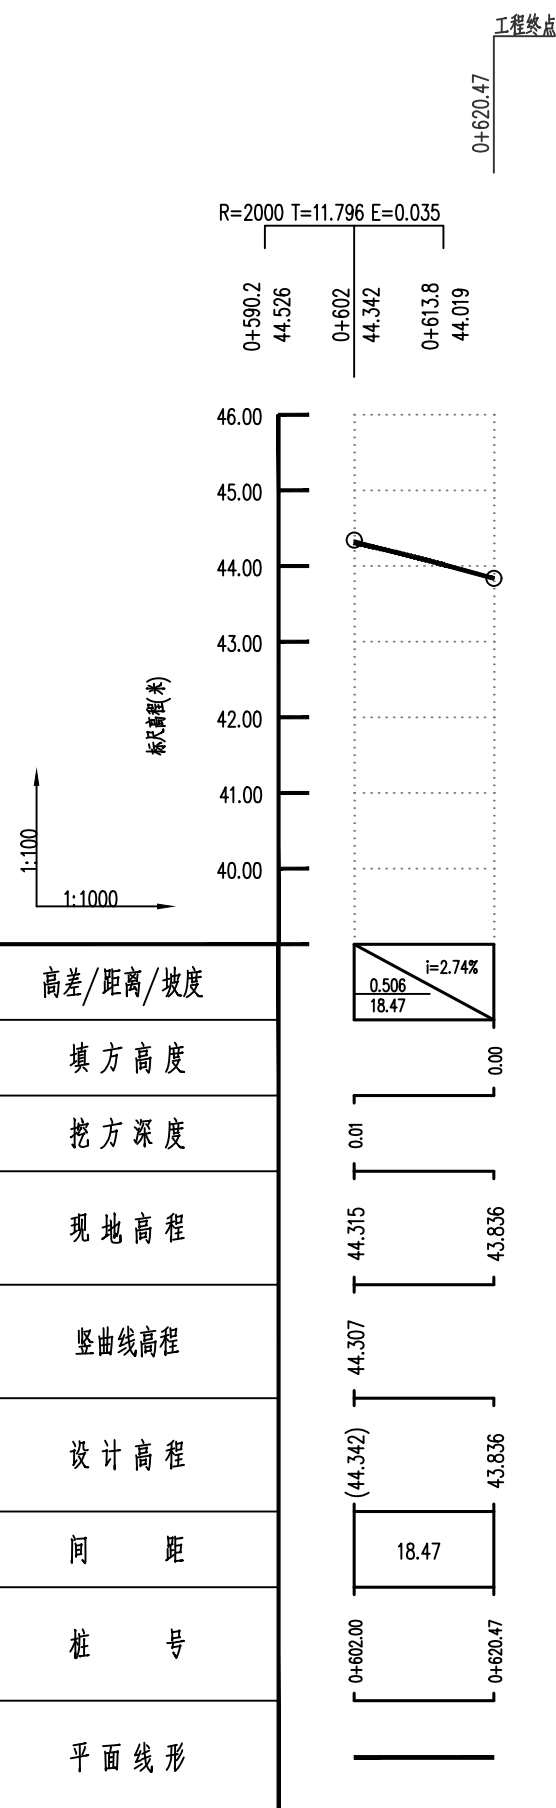 工程终点
0+620.47
R=2000 T=11.796 E=0.035
0+590.2
44.526
0+602
44.342
0+613.8
44.019
46.00
45.00
44.00
43.00
42.00
41.00
40.00
标尺高程(米)
1:100
1:1000
高差/距离/坡度
i=2.74%
0.506
18.47
填方高度
0.00
挖方深度
0.01
现地高程
44.315
43.836
竖曲线高程
44.307
设计高程
(44.342)
43.836
间距
18.47
桩号
0+602.00
0+620.47
平面线形